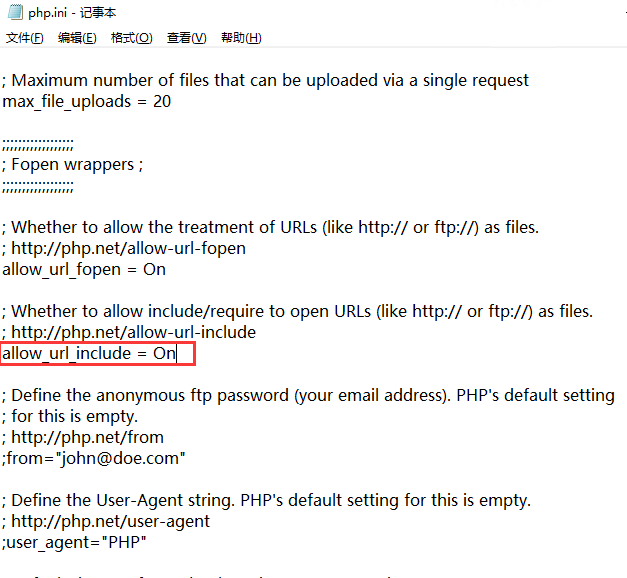 php.ini - 记事本
文件(F) 编辑(E) 格式(O) 查看(V) 帮助(H)
; Maximum number of files that can be uploaded via a single request
max_file_uploads = 20
;;;;;;;;;;;;;;;;;;
; Fopen wrappers ;
;;;;;;;;;;;;;;;;;;
; Whether to allow the treatment of URLs (like http:// or ftp://) as files.
; http://php.net/allow-url-fopen
allow_url_fopen = On
; Whether to allow include/require to open URLs (like http:// or ftp://) as files.
; http://php.net/allow-url-include
allow_url_include = On
; Define the anonymous ftp password (your email address). PHP's default setting
; for this is empty.
; http://php.net/from
;from="john@doe.com"
; Define the User-Agent string. PHP's default setting for this is empty.
; http://php.net/user-agent
;user_agent="PHP"